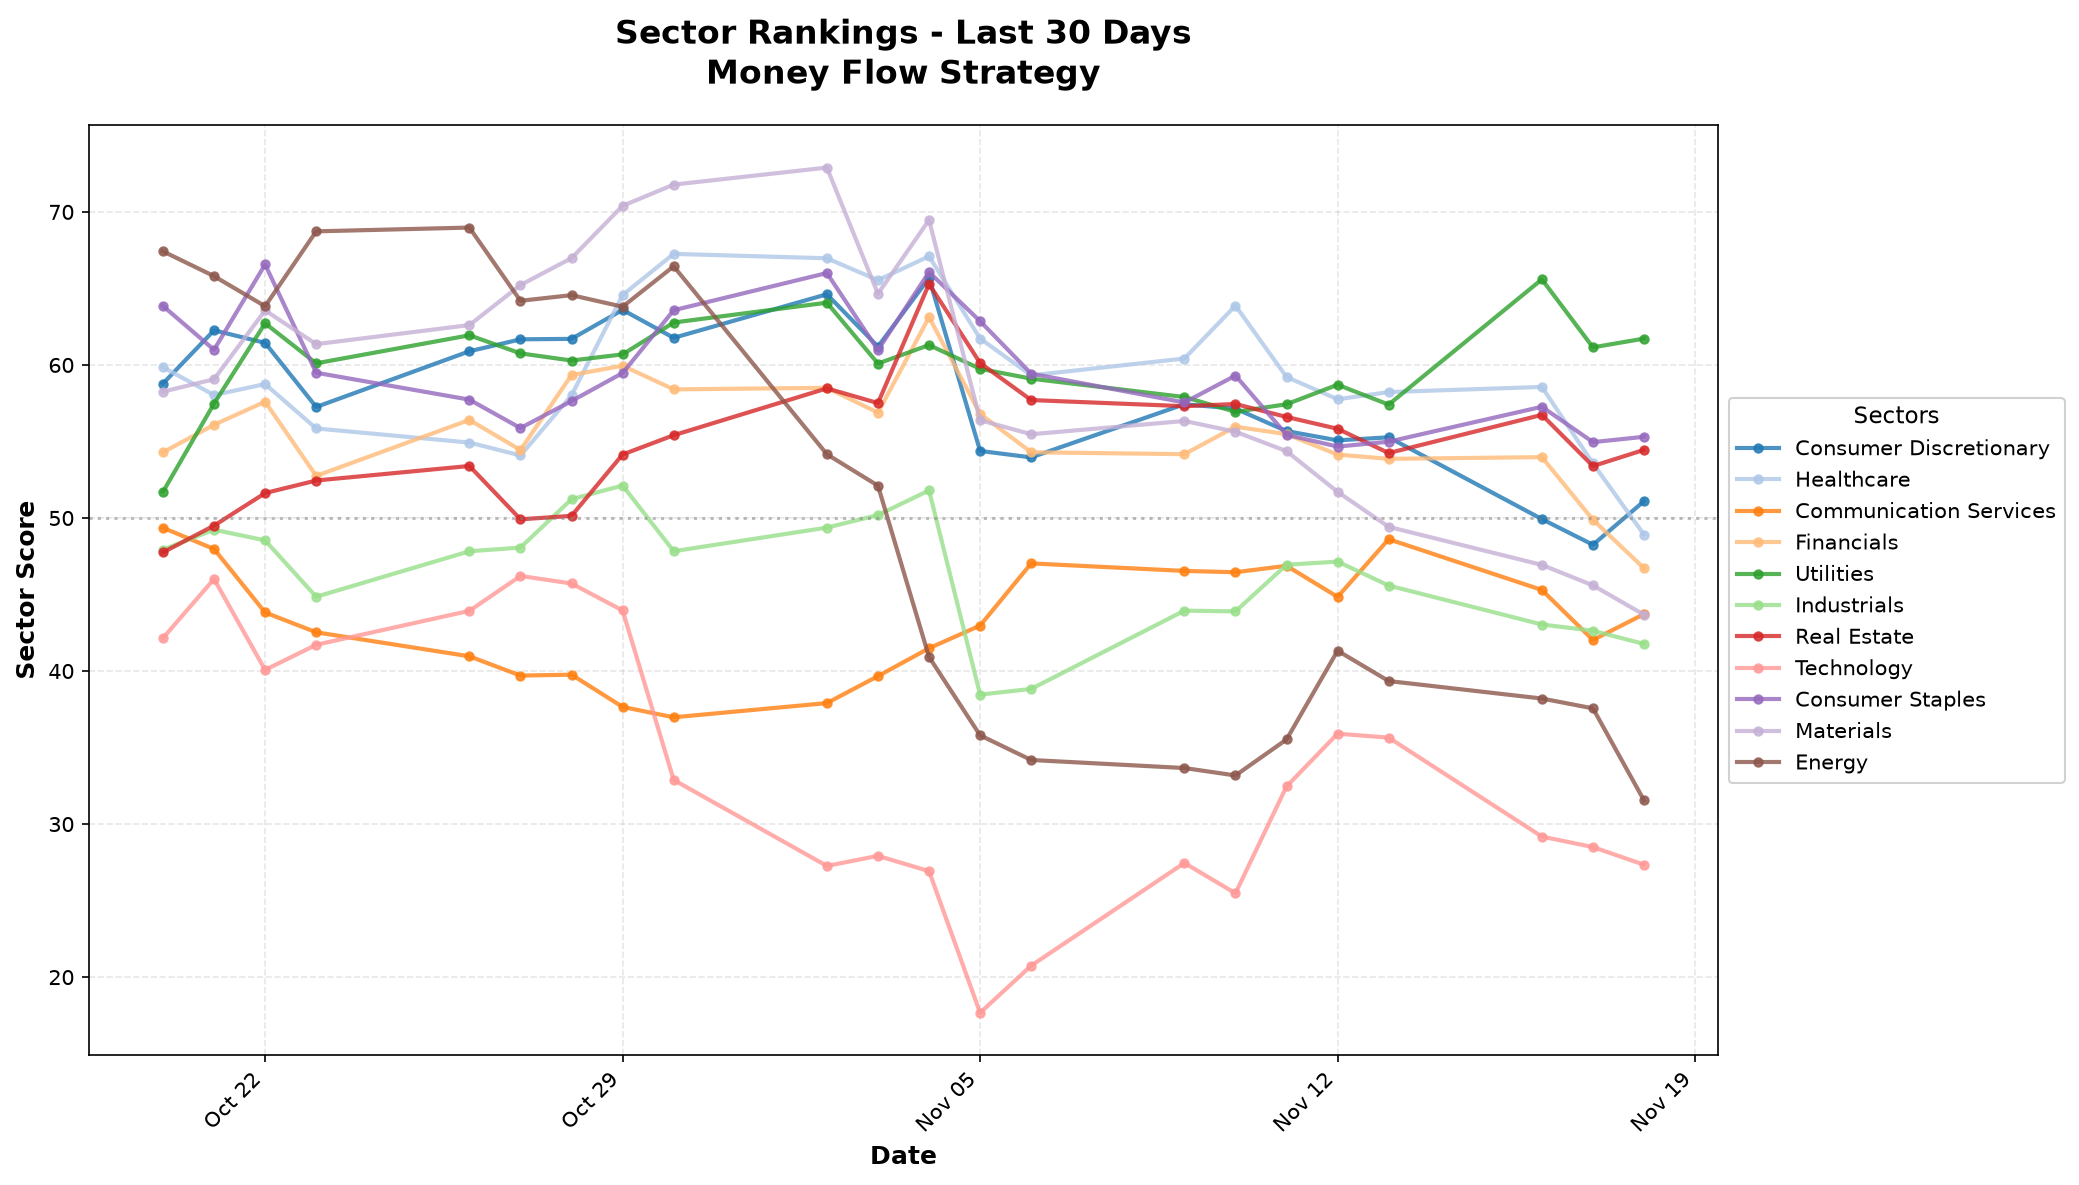 Sector Rankings - Last 30 Days
Money Flow Strategy
Sector Score
70
60
50
40
30
20
Oct 22
Oct 29
Nov 05
Nov 12
Nov 19
Date
Sectors
Consumer Discretionary
Healthcare
Communication Services
Financials
Utilities
Industrials
Real Estate
Technology
Consumer Staples
Materials
Energy